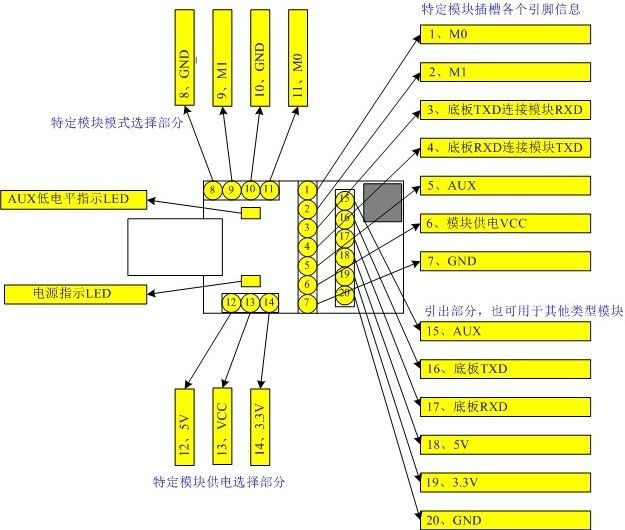 特定模块插槽各个引脚信息
1、M0
2、M1
3、底板TXD连接模块RXD
4、底板RXD连接模块TXD
5、AUX
6、模块供电VCC
7、GND
8、GND
9、M1
10、GND
11、M0
特定模块模式选择部分
8
9
10
11
1
2
3
4
5
6
7
15
16
17
18
19
20
AUX低电平指示LED
电源指示LED
12
13
14
12、5V
13、VCC
14、3.3V
特定模块供电选择部分
引出部分，也可用于其他类型模块
15、AUX
16、底板TXD
17、底板RXD
18、5V
19、3.3V
20、GND